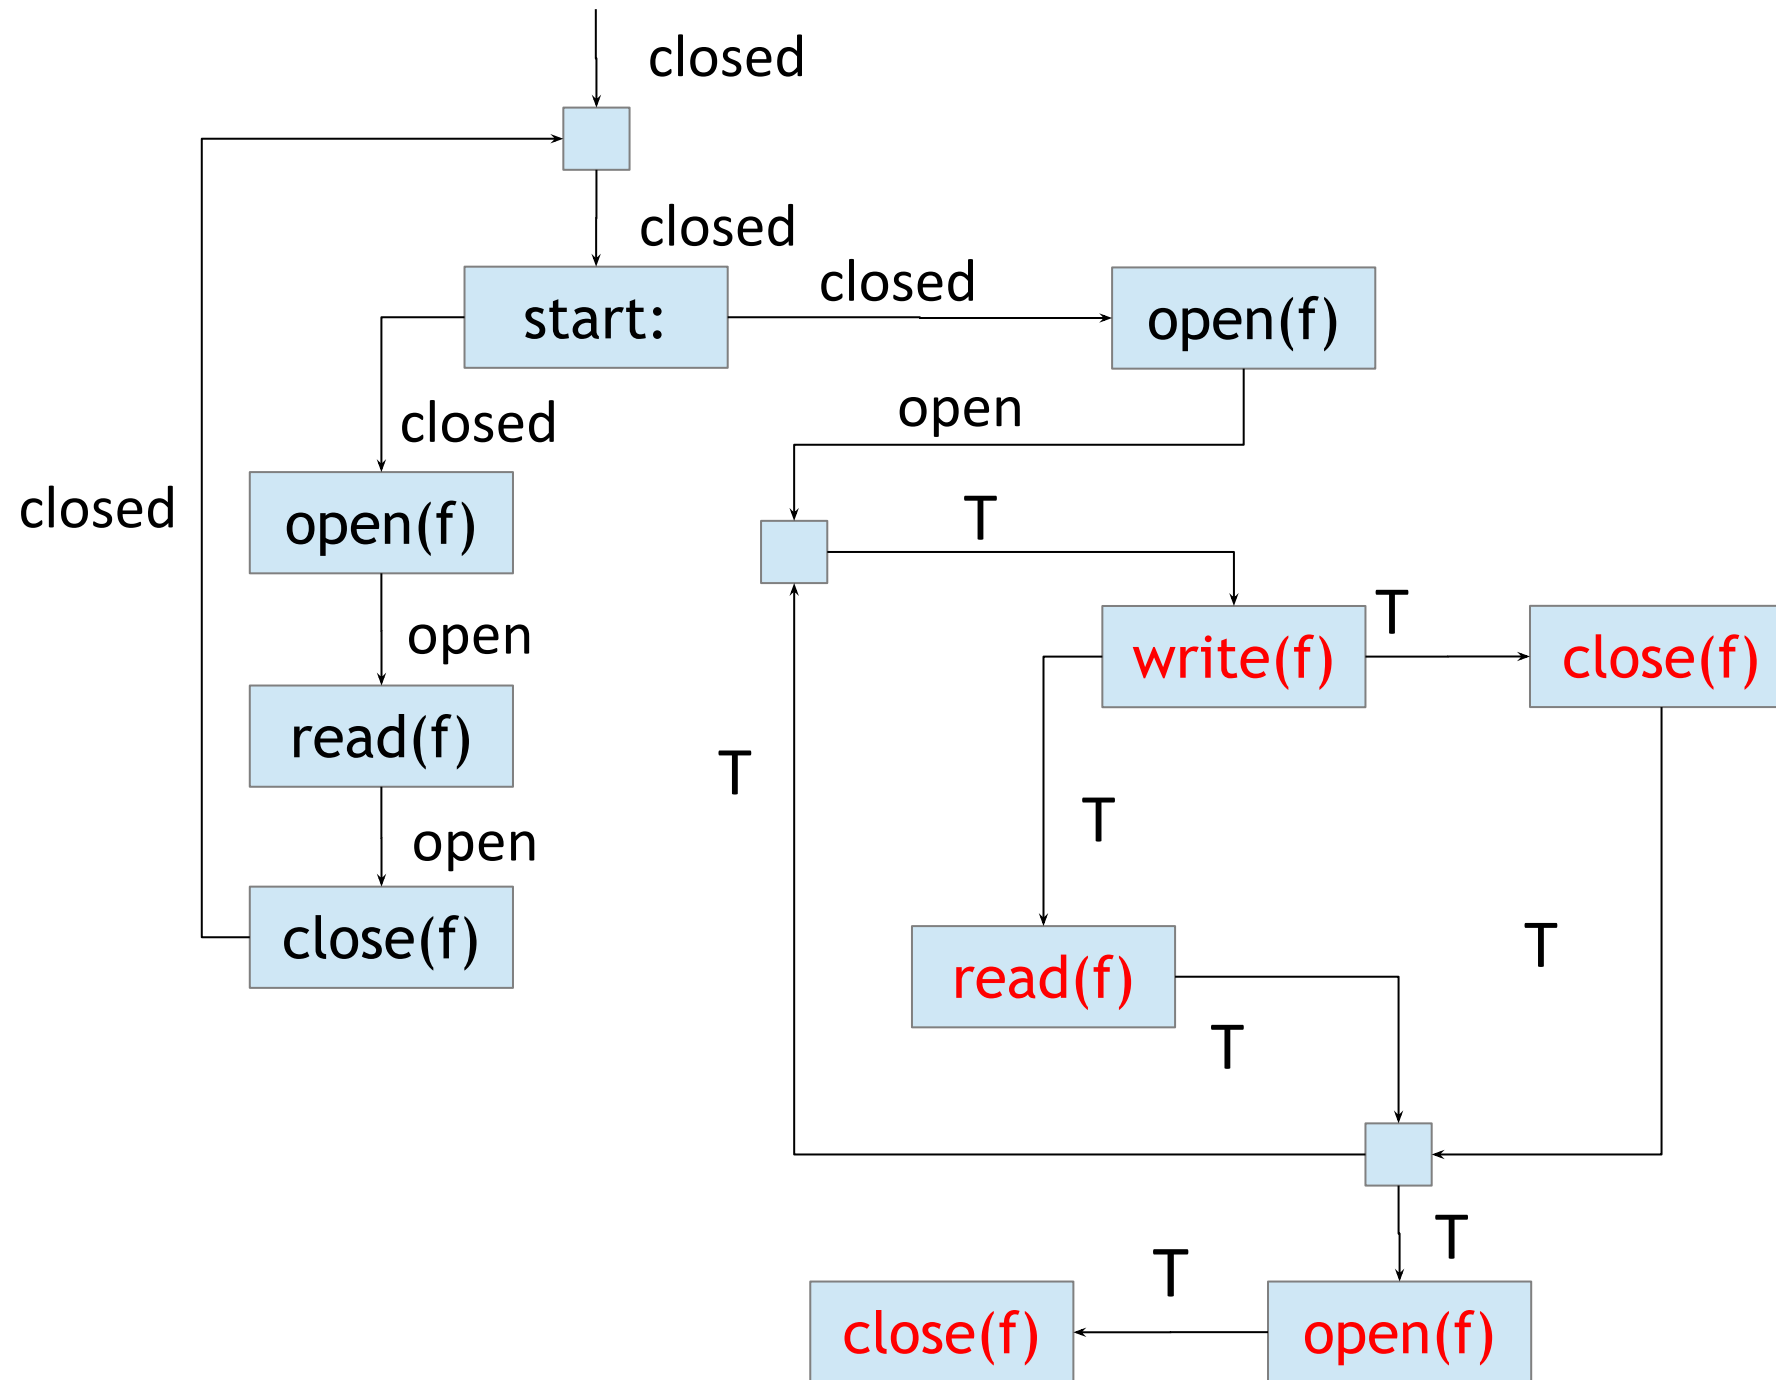 closed
closed
start:
closed
open(f)
closed
open
closed
open(f)
T
open
write(f)
T
close(f)
read(f)
T
T
open
close(f)
read(f)
T
T
T
T
close(f)
open(f)